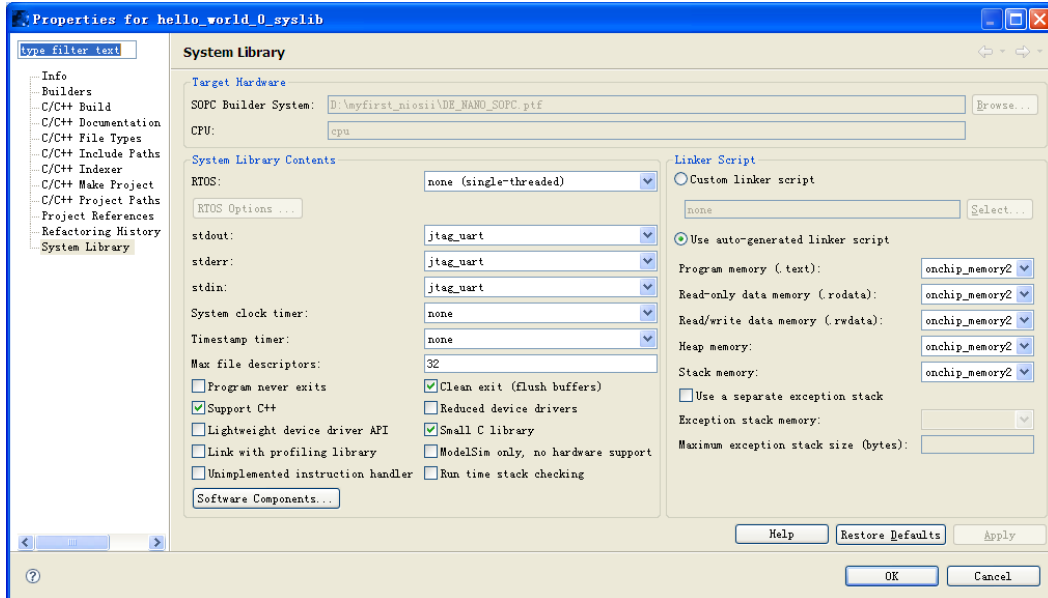 Properties for hello_world_0_syslib
type filter text
Info
Builders
C/C++ Build
C/C++ Documentation
C/C++ File Types
C/C++ Include Paths
C/C++ Indexer
C/C++ Make Project
C/C++ Project Paths
Project References
Refactoring History
System Library
System Library
Target Hardware
SOPC Builder System: D:\myfirst_niosii\DE_NANO_SOPC.ptf Browse...
CPU: cpu
System Library Contents
RTOS: none (single-threaded)
RTOS Options ...
stdout: jtag_uart
stderr: jtag_uart
stdin: jtag_uart
System clock timer: none
Timestamp timer: none
Max file descriptors: 32
Program never exits Clean exit (flush buffers)
Support C++ Reduced device drivers
Lightweight device driver API Small C library
Link with profiling library ModelSim only, no hardware support
Unimplemented instruction handler Run time stack checking
Software Components...
Linker Script
Custom linker script
none Select...
Use auto-generated linker script
Program memory (.text): onchip_memory2
Read-only data memory (.rodata): onchip_memory2
Read/write data memory (.rwdata): onchip_memory2
Heap memory: onchip_memory2
Stack memory: onchip_memory2
Use a separate exception stack
Exception stack memory:
Maximum exception stack size (bytes):
Help Restore Defaults Apply
? OK Cancel